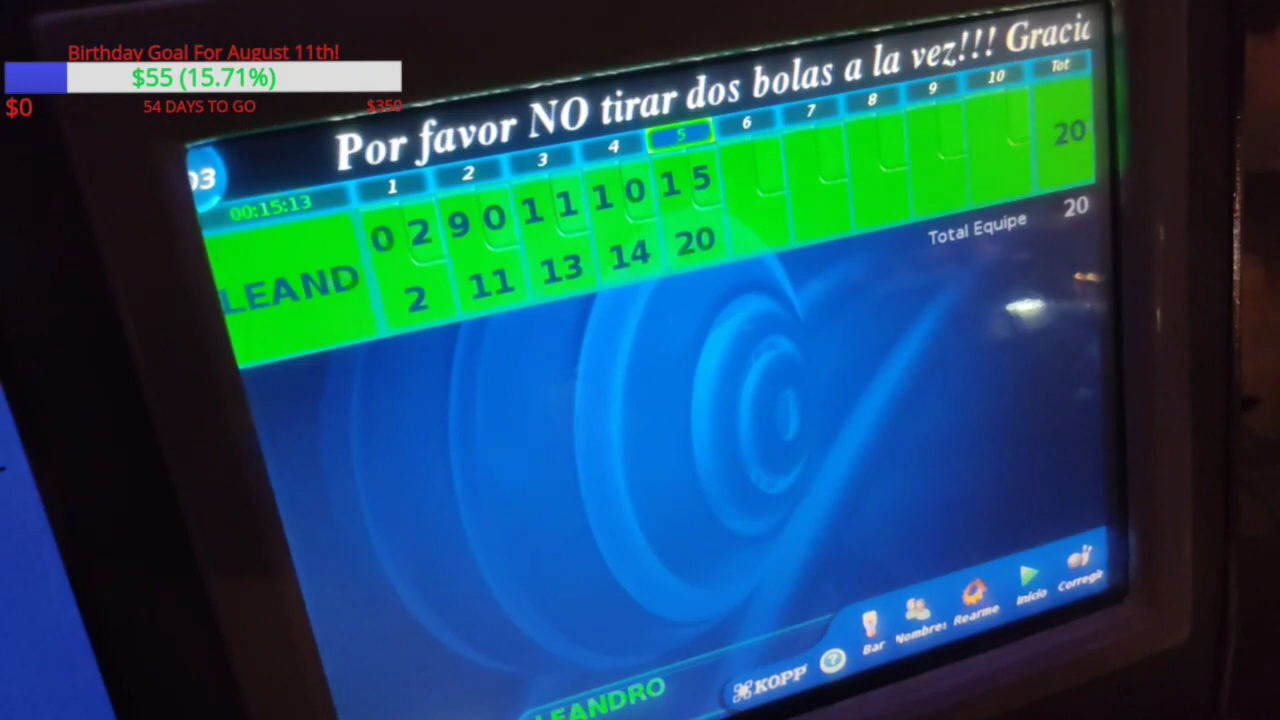 Birthday Goal For August 11th!
$55 (15.71%)
$0 54 DAYS TO GO $350
Por favor NO tirar dos bolas a la vez!!! Gracia
03 00:15:13 1 2 3 4 5 6 7 8 9 10 Tot
LEAND 0 2 9 0 1 1 1 0 1 5 20
2 11 13 14 20
Total Equipe 20
Bar Nombre: Rearme Início Corregir
LEANDRO KOPP ?